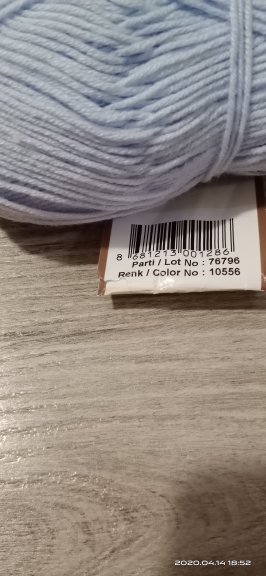 8 681213 001286
Parti / Lot No : 76796
Renk / Color No : 10556
2020.04.14 18:52